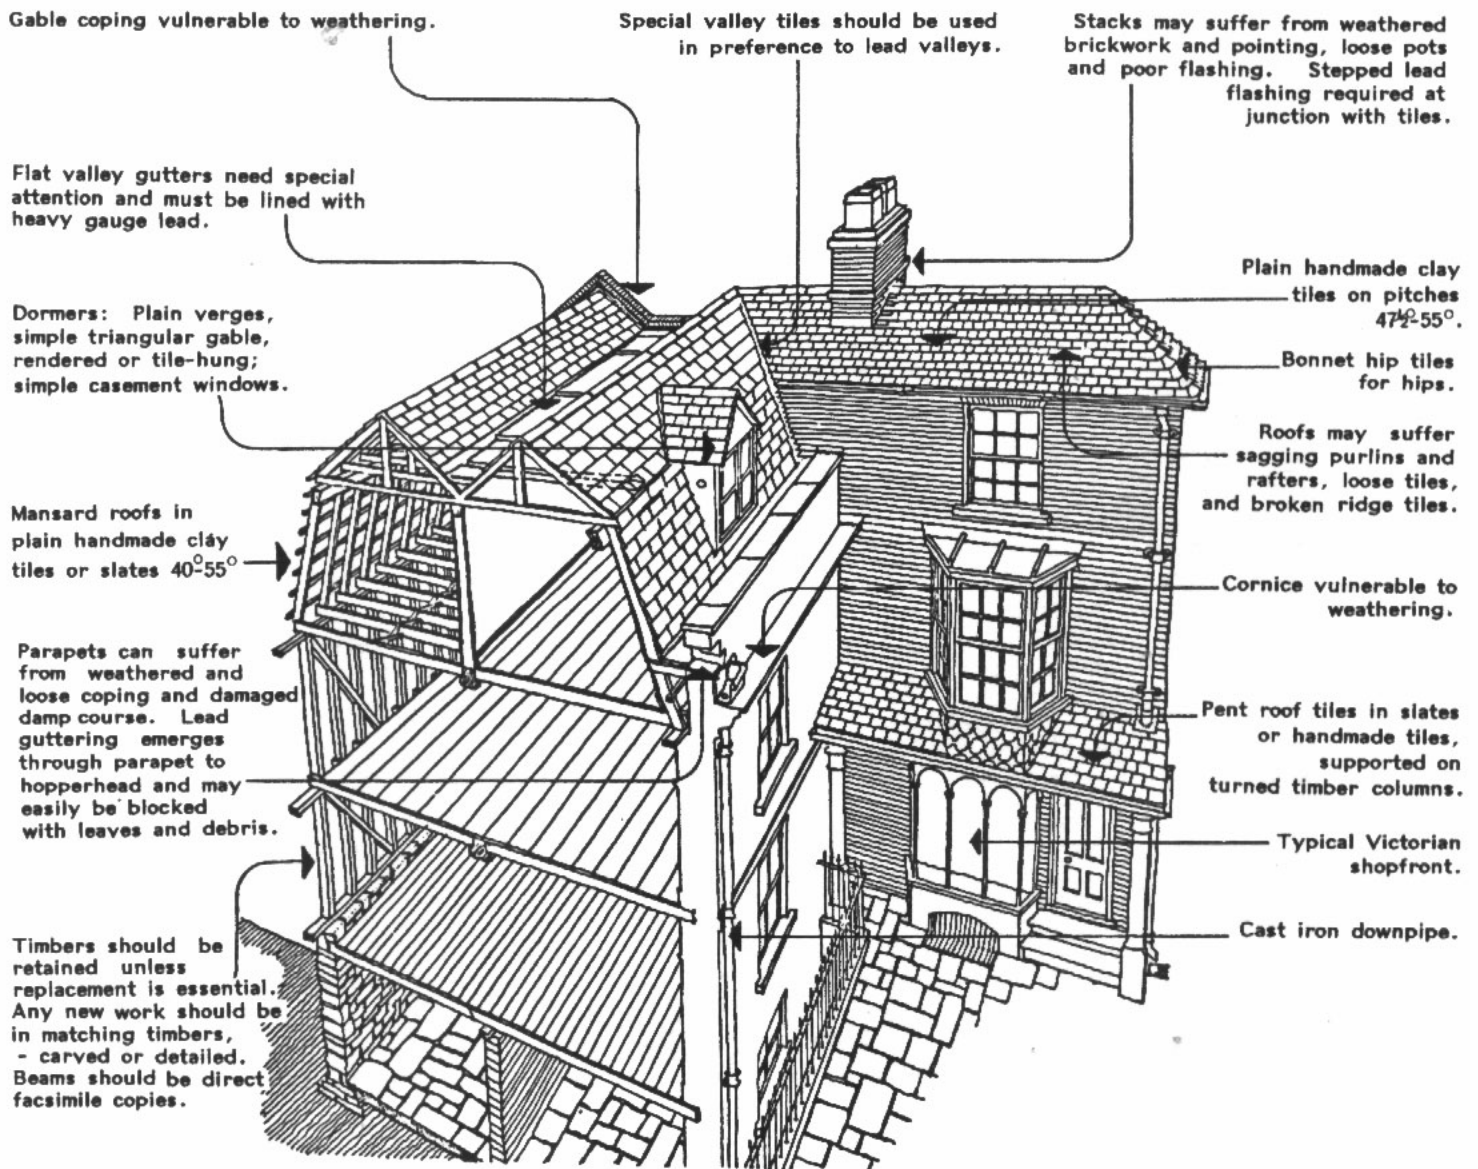 Gable coping vulnerable to weathering.
Special valley tiles should be used
in preference to lead valleys.
Stacks may suffer from weathered
brickwork and pointing, loose pots
and poor flashing. Stepped lead
flashing required at
junction with tiles.
Flat valley gutters need special
attention and must be lined with
heavy gauge lead.
Plain handmade clay
tiles on pitches
47½°-55°.
Dormers: Plain verges,
simple triangular gable,
rendered or tile-hung;
simple casement windows.
Bonnet hip tiles
for hips.
Roofs may suffer
sagging purlins and
rafters, loose tiles,
and broken ridge tiles.
Mansard roofs in
plain handmade clay
tiles or slates 40°-55°
Cornice vulnerable to
weathering.
Parapets can suffer
from weathered and
loose coping and damaged
damp course. Lead
guttering emerges
through parapet to
hopperhead and may
easily be blocked
with leaves and debris.
Pent roof tiles in slates
or handmade tiles,
supported on
turned timber columns.
Typical Victorian
shopfront.
Cast iron downpipe.
Timbers should be
retained unless
replacement is essential.
Any new work should be
in matching timbers,
- carved or detailed.
Beams should be direct
facsimile copies.